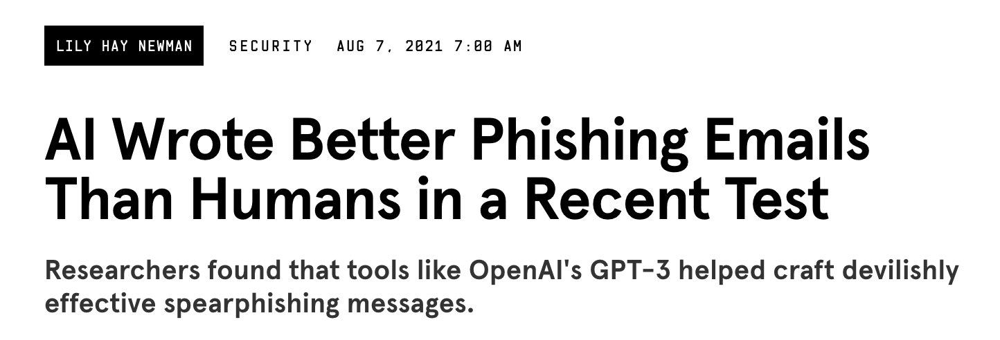 LILY HAY NEWMAN SECURITY AUG 7, 2021 7:00 AM
AI Wrote Better Phishing Emails
Than Humans in a Recent Test
Researchers found that tools like OpenAI's GPT-3 helped craft devilishly
effective spearphishing messages.